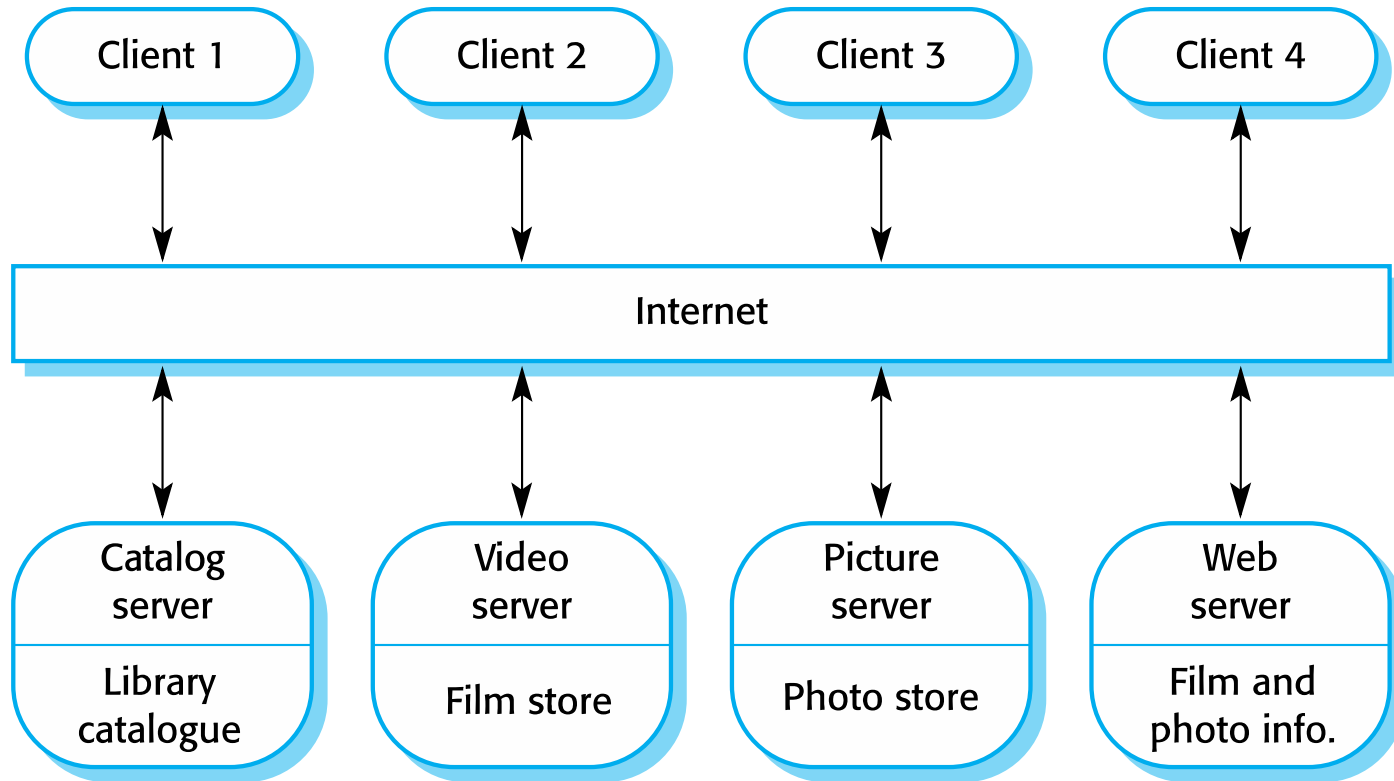 Client 1
Client 2
Client 3
Client 4
Internet
Catalog
server
Library
catalogue
Video
server
Film store
Picture
server
Photo store
Web
server
Film and
photo info.